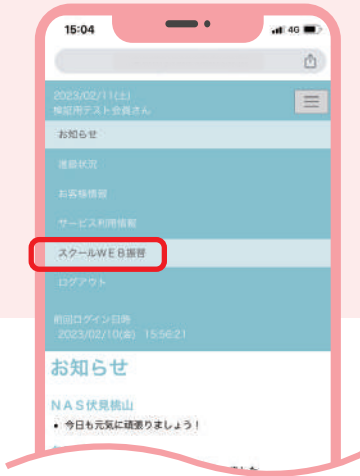 15:04
4G
2023/02/11(土)
検証用テスト会員さん
お知らせ
進級状況
お客様情報
サービス利用情報
スクールWEB振替
ログアウト
前回ログイン日時
2023/02/10(金) 15:56:21
お知らせ
NAS伏見桃山
• 今日も元気に頑張りましょう！